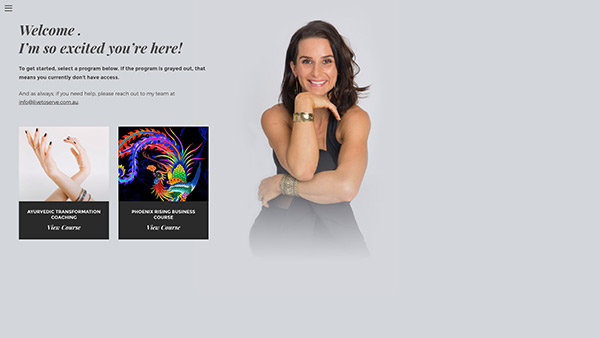 Welcome .
I'm so excited you're here!
To get started, select a program below. If the program is grayed out, that
means you currently don't have access.
And as always, if you need help, please reach out to my team at
info@livetoserve.com.au.
AYURVEDIC TRANSFORMATION
COACHING
View Course
PHOENIX RISING BUSINESS
COURSE
View Course